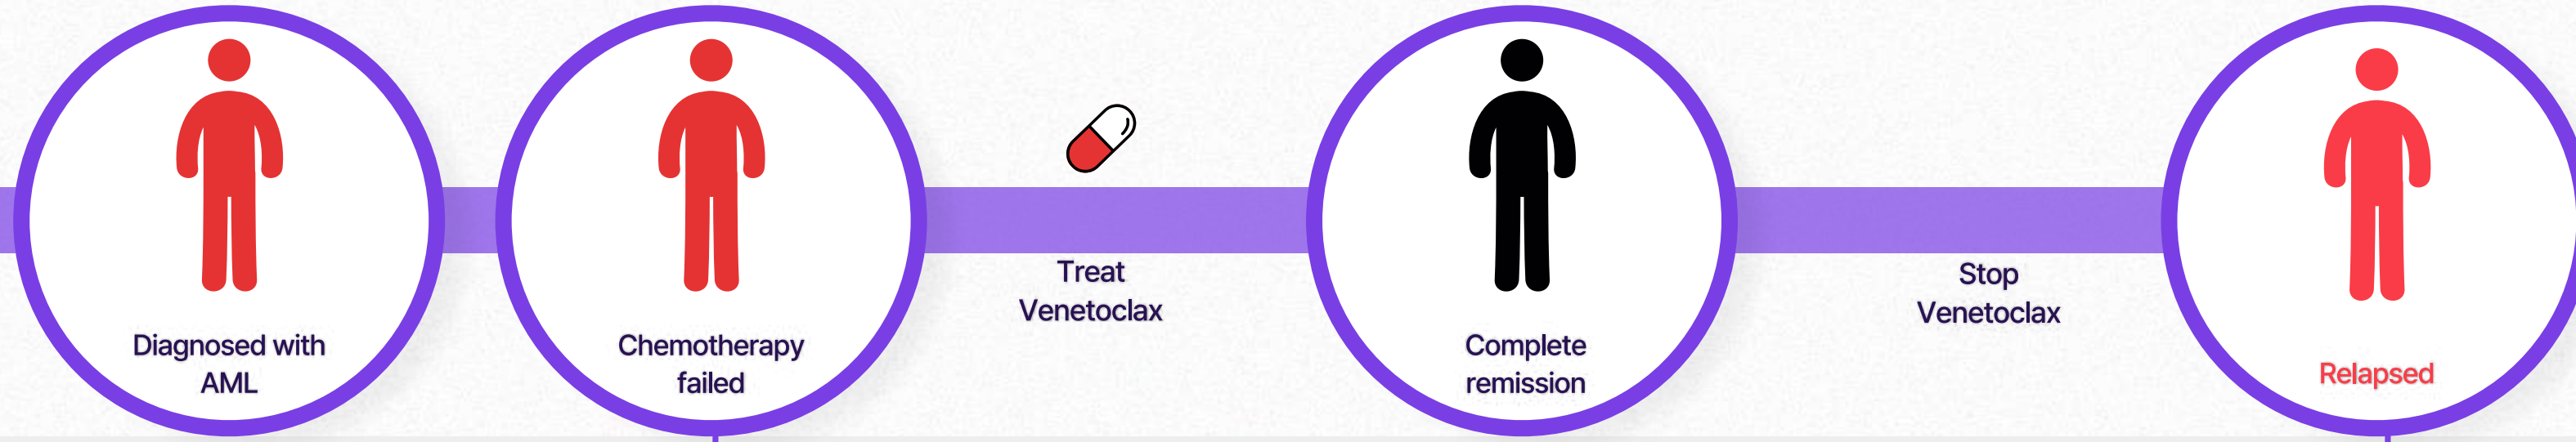 Diagnosed with
AML
Chemotherapy
failed
Treat
Venetoclax
Complete
remission
Stop
Venetoclax
Relapsed